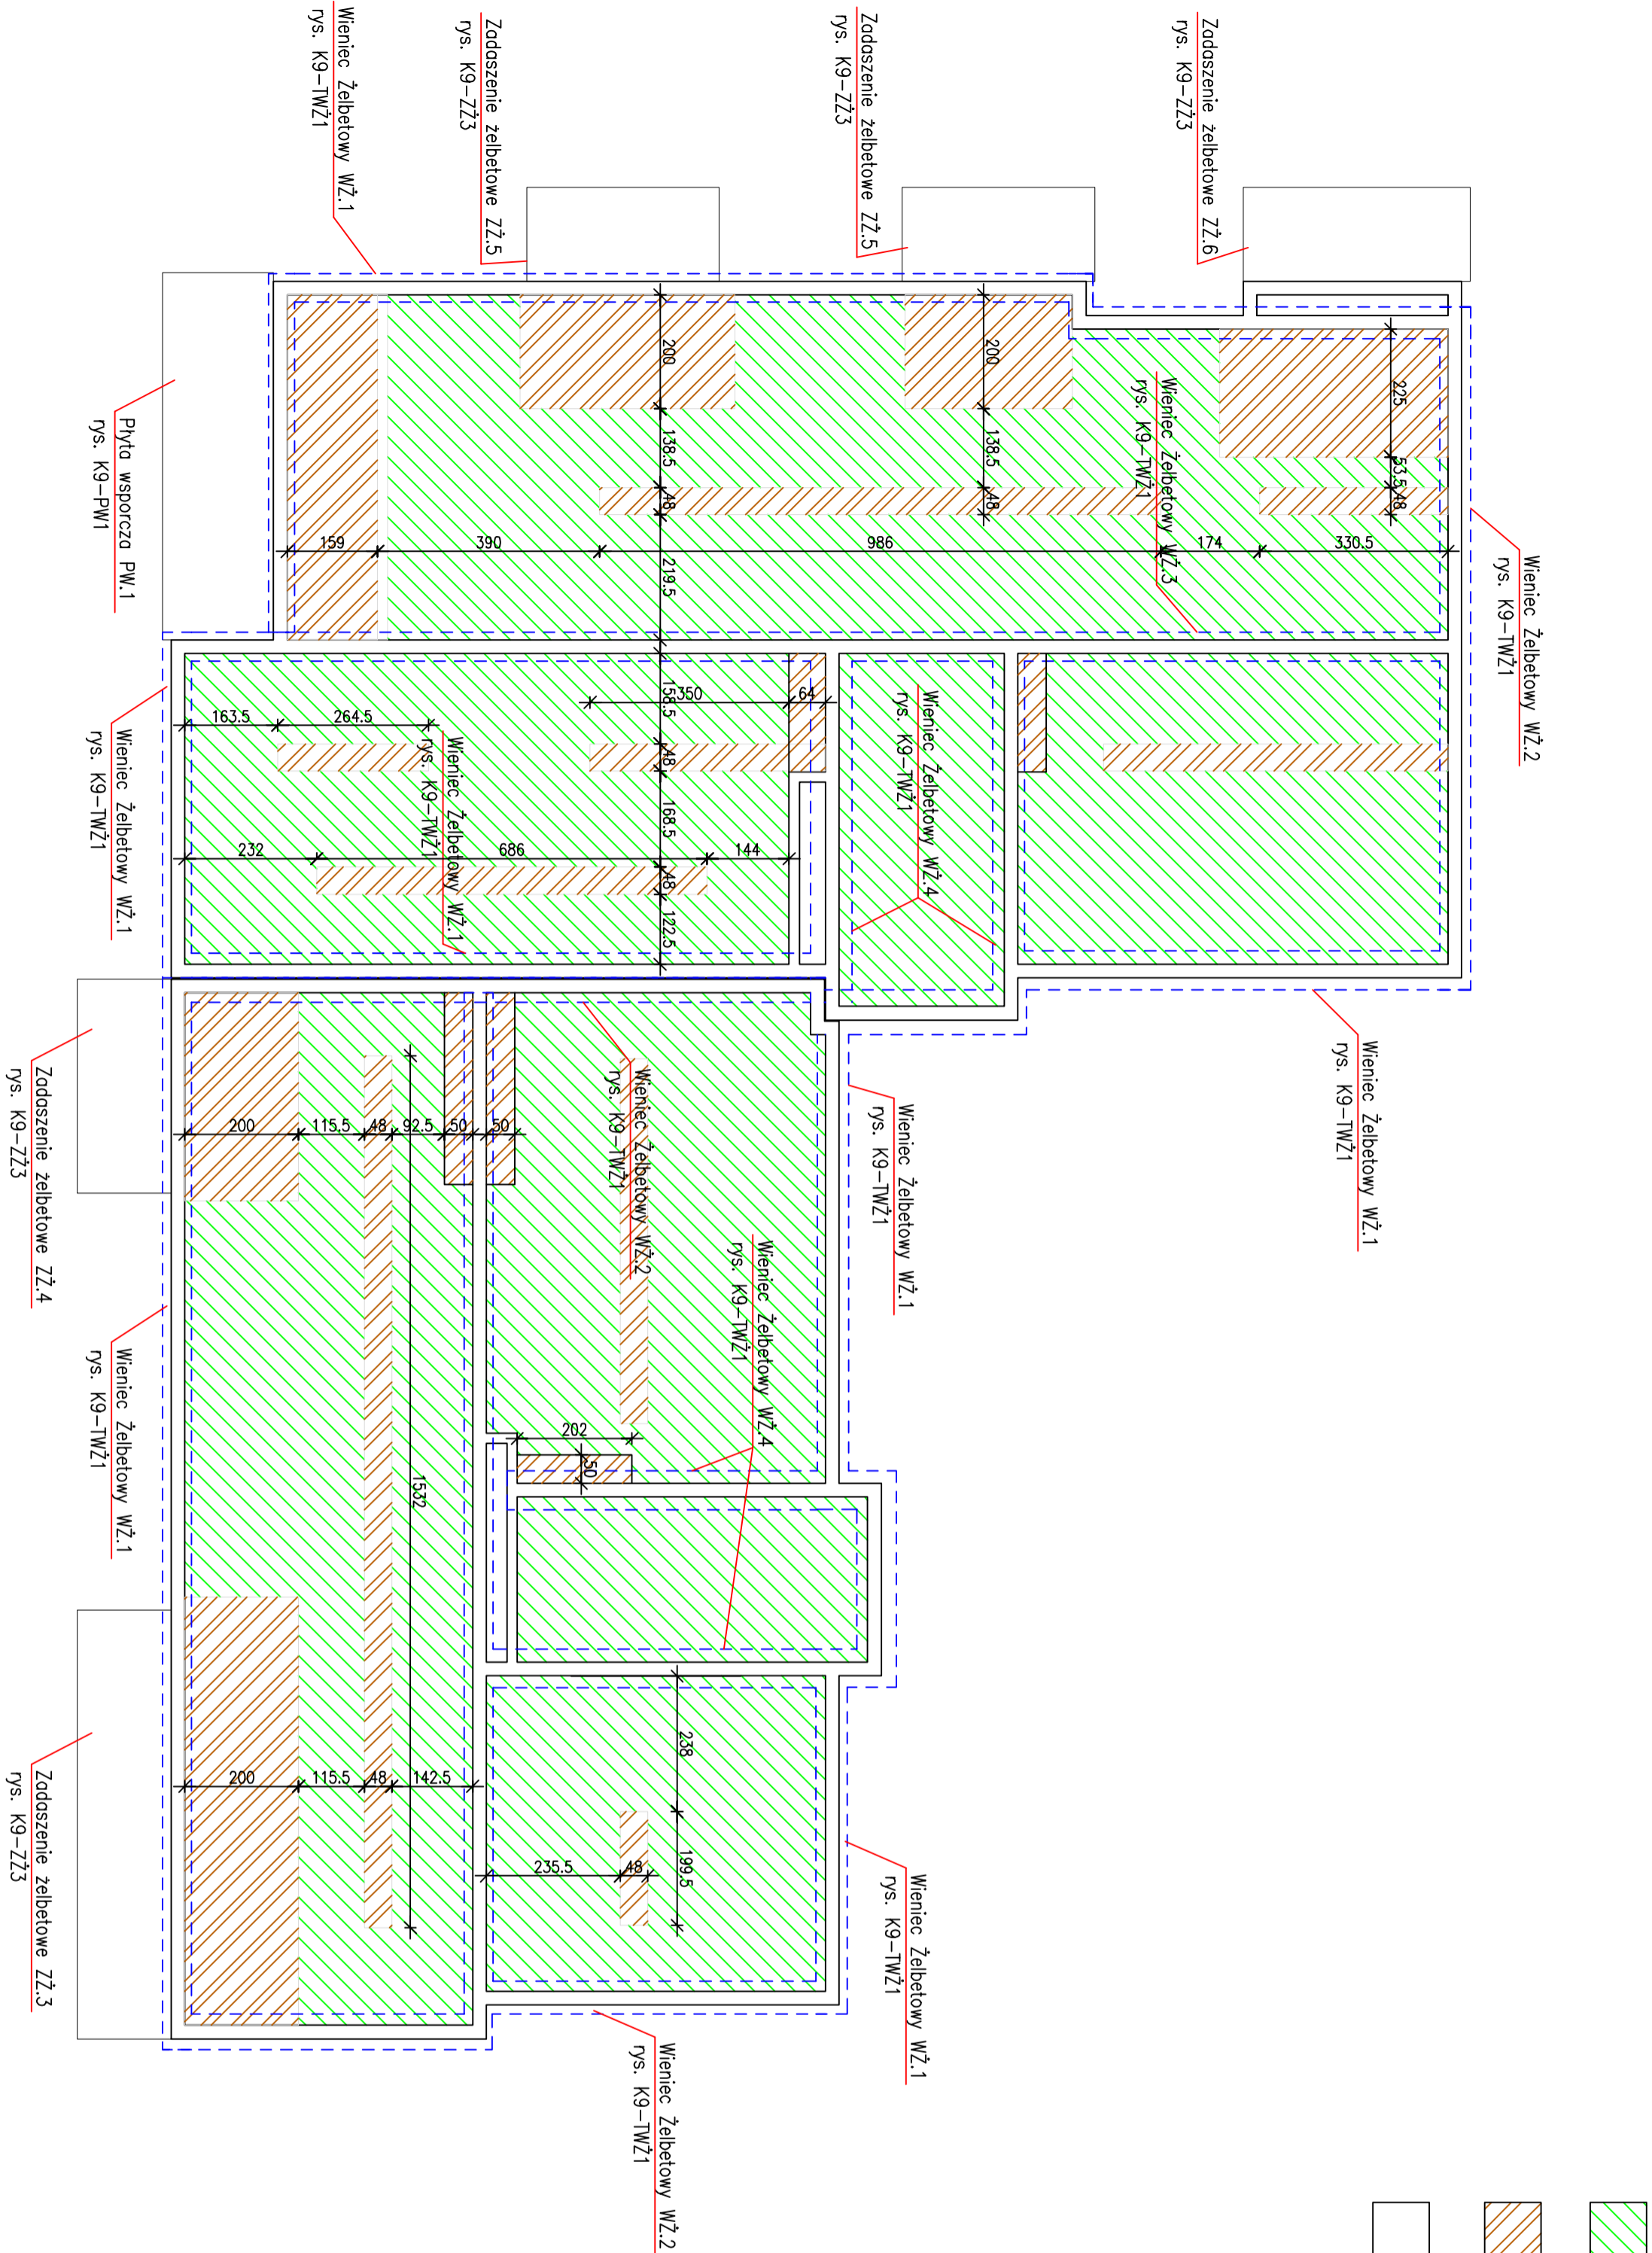 Wieniec Żelbetowy WŻ.1
rys. K9-TWŻ1
Zadaszenie żelbetowe ZŻ.5
rys. K9-ZŻ3
Zadaszenie żelbetowe ZŻ.5
rys. K9-ZŻ3
Zadaszenie żelbetowe ZŻ.6
rys. K9-ZŻ3
Wieniec Żelbetowy WŻ.2
rys. K9-TWŻ1
Wieniec Żelbetowy WŻ.3
rys. K9-TWŻ1
Płyta wsporcza PW.1
rys. K9-PW1
200
138.5
48
219.5
200
138.5
48
225
53.5
48
159
390
986
174
330.5
158.5
48
168.5
48
122.5
350
64
163.5
264.5
232
686
144
Wieniec Żelbetowy WŻ.1
rys. K9-TWŻ1
Wieniec Żelbetowy WŻ.1
rys. K9-TWŻ1
Wieniec Żelbetowy WŻ.4
rys. K9-TWŻ1
Wieniec Żelbetowy WŻ.1
rys. K9-TWŻ1
Wieniec Żelbetowy WŻ.1
rys. K9-TWŻ1
Wieniec Żelbetowy WŻ.2
rys. K9-TWŻ1
Wieniec Żelbetowy WŻ.4
rys. K9-TWŻ1
Zadaszenie żelbetowe ZŻ.4
rys. K9-ZŻ3
200
115.5
48
92.5
50
50
202
50
1532
Wieniec Żelbetowy WŻ.1
rys. K9-TWŻ1
238
199.5
200
115.5
48
142.5
235.5
48
Zadaszenie żelbetowe ZŻ.3
rys. K9-ZŻ3
Wieniec Żelbetowy WŻ.1
rys. K9-TWŻ1
Wieniec Żelbetowy WŻ.2
rys. K9-TWŻ1